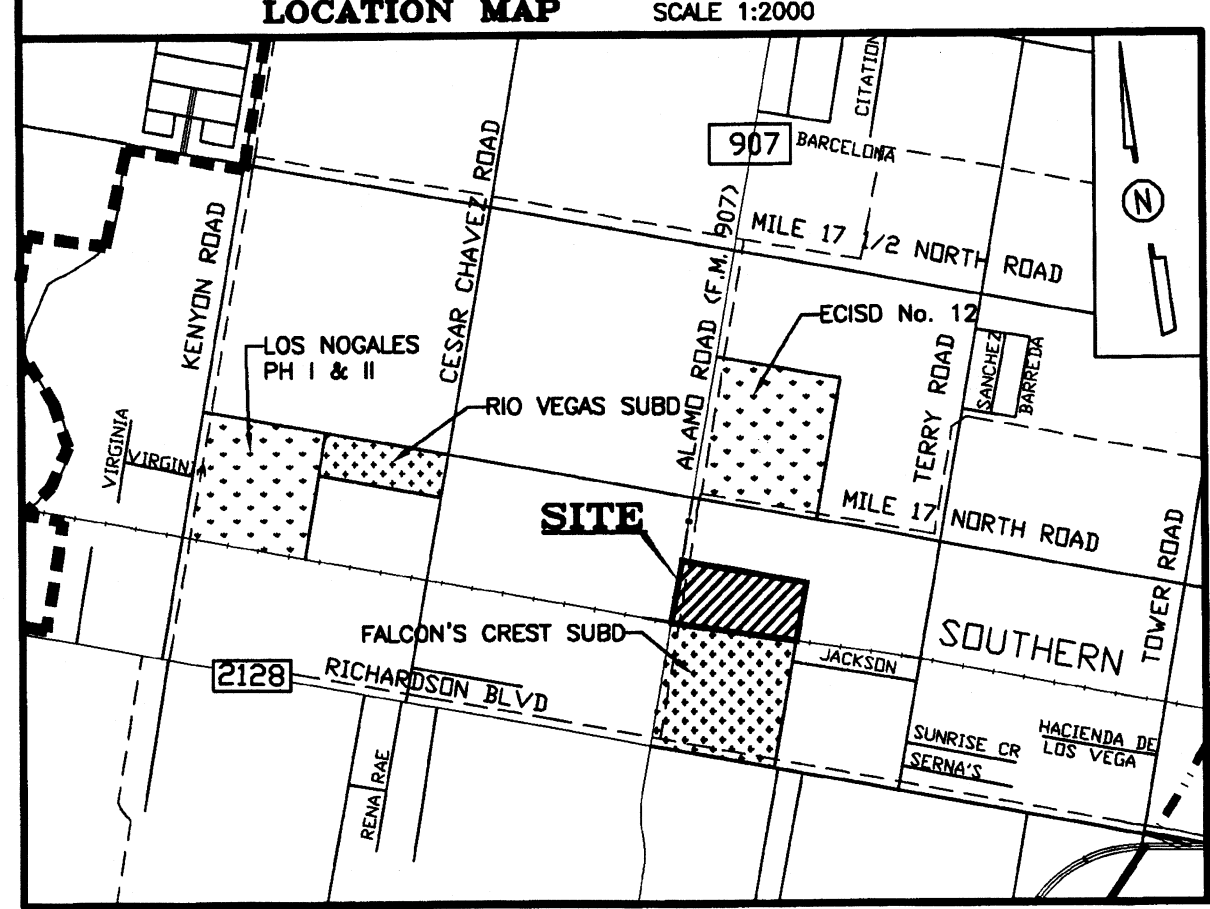 LOCATION MAP SCALE 1:2000
CITATION
907 BARCELONA
N
KENYON ROAD
CESAR CHAVEZ ROAD
ALAMO ROAD (F.M. 907)
MILE 17 1/2 NORTH ROAD
ECISD No. 12
LOS NOGALES
PH I & II
RIO VEGAS SUBD
TERRY ROAD
SANCHEZ
BARREDA
VIRGINIA
VIRGINIA
SITE
MILE 17 NORTH ROAD
TOWER ROAD
FALCON'S CREST SUBD
SOUTHERN
JACKSON
2128 RICHARDSON BLVD
SUNRISE CR
SERNA'S
HACIENDA DE
LOS VEGA
RENA RAE